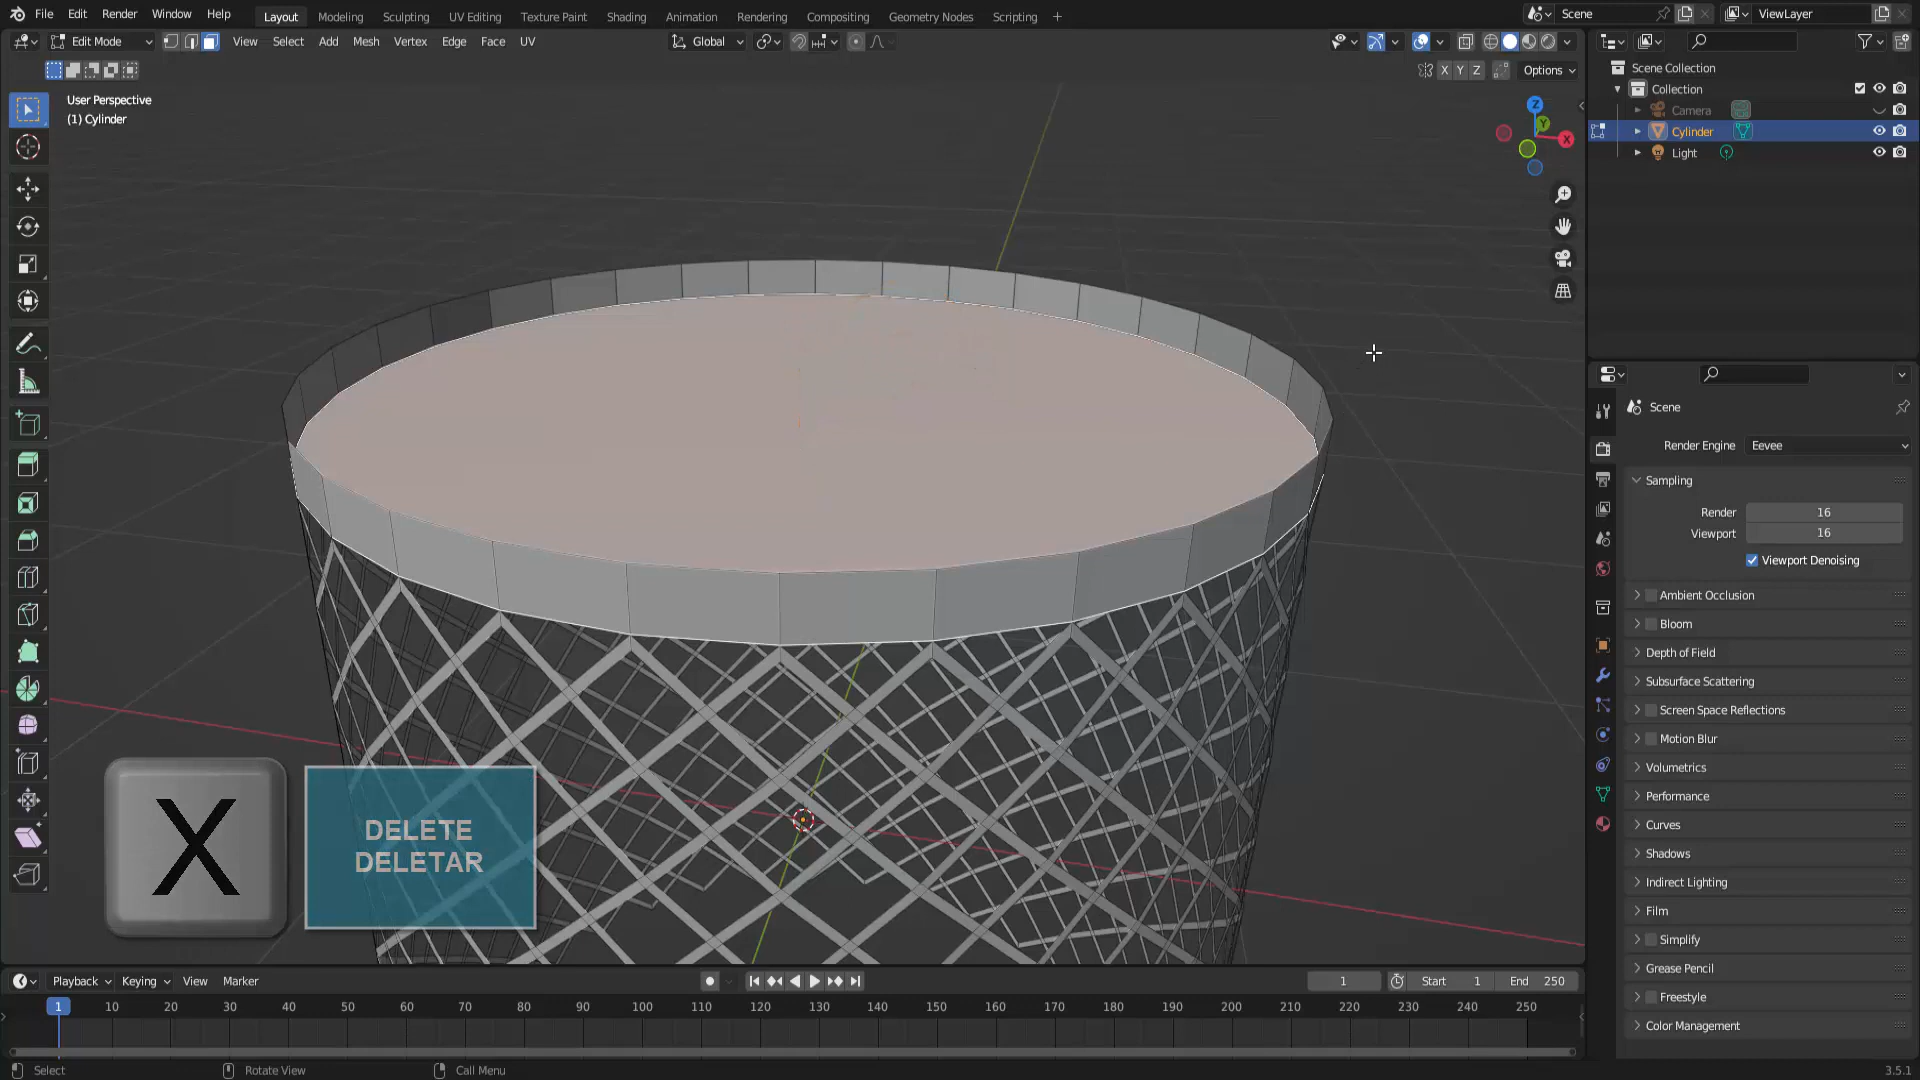 File Edit Render Window Help Layout Modeling Sculpting UV Editing Texture Paint Shading Animation Rendering Compositing Geometry Nodes Scripting + Scene ViewLayer
Edit Mode View Select Add Mesh Vertex Edge Face UV Global
X Y Z Options
User Perspective
(1) Cylinder
Z
Y
X
Scene Collection
Collection
Camera
Cylinder
Light
Scene
Render Engine Eevee
Sampling
Render 16
Viewport 16
Viewport Denoising
Ambient Occlusion
Bloom
Depth of Field
Subsurface Scattering
Screen Space Reflections
Motion Blur
Volumetrics
Performance
Curves
Shadows
Indirect Lighting
Film
Simplify
Grease Pencil
Freestyle
Color Management
X
DELETE
DELETAR
Playback Keying View Marker 1 Start 1 End 250
1 10 20 30 40 50 60 70 80 90 100 110 120 130 140 150 160 170 180 190 200 210 220 230 240 250
Select Rotate View Call Menu 3.5.1